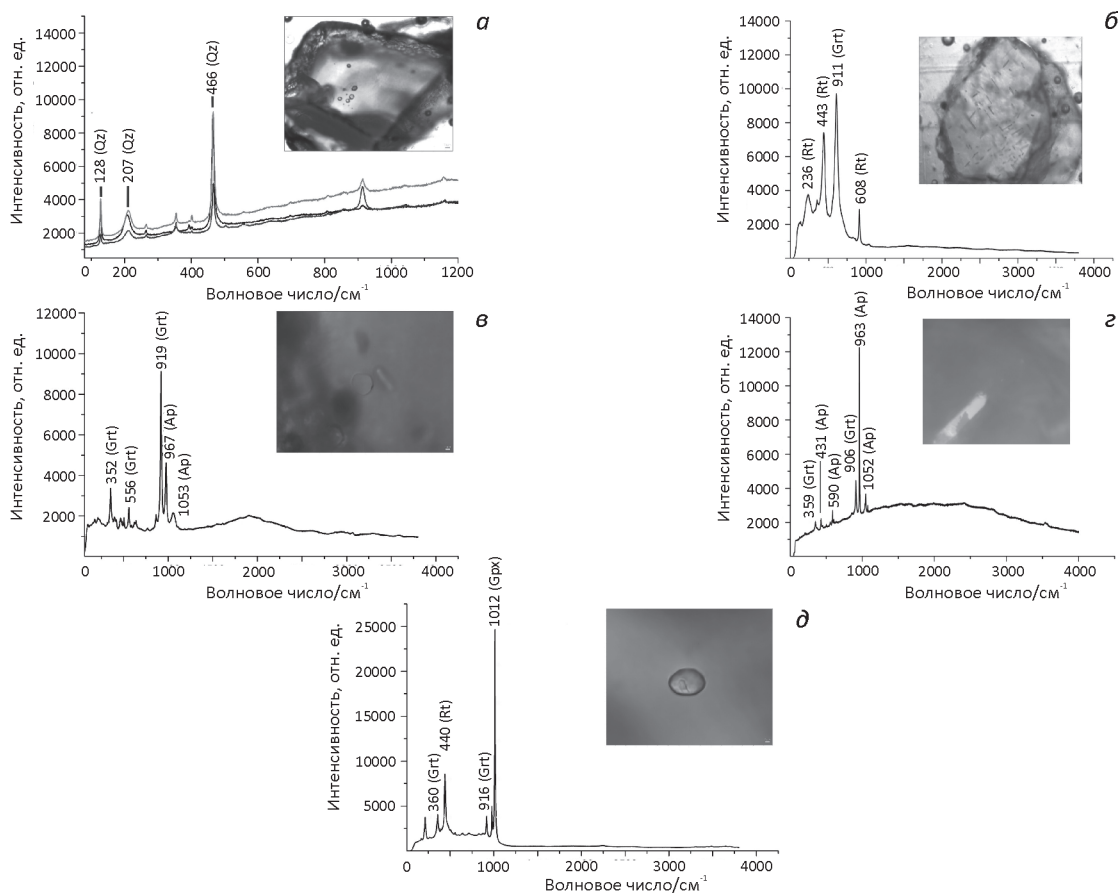 а
Интенсивность, отн. ед.
14000
12000
10000
8000
6000
4000
2000
128 (Qz)
207 (Qz)
466 (Qz)
200
400
600
800
1000
1200
Волновое число/см-1
б
Интенсивность, отн. ед.
14000
12000
10000
8000
6000
4000
2000
0
236 (Rt)
443 (Rt)
911 (Grt)
608 (Rt)
0
1000
2000
3000
4000
Волновое число/см-1
в
Интенсивность, отн. ед.
12000
10000
8000
6000
4000
2000
0
352 (Grt)
556 (Grt)
919 (Grt)
967 (Ap)
1053 (Ap)
0
1000
2000
3000
4000
Волновое число/см-1
г
Интенсивность, отн. ед.
14000
12000
10000
8000
6000
4000
2000
0
359 (Grt)
431 (Ap)
590 (Ap)
906 (Grt)
963 (Ap)
1052 (Ap)
0
1000
2000
3000
4000
Волновое число/см-1
д
Интенсивность, отн. ед.
25000
20000
15000
10000
5000
360 (Grt)
440 (Rt)
916 (Grt)
1012 (Gpx)
0
1000
2000
3000
4000
Волновое число/см-1